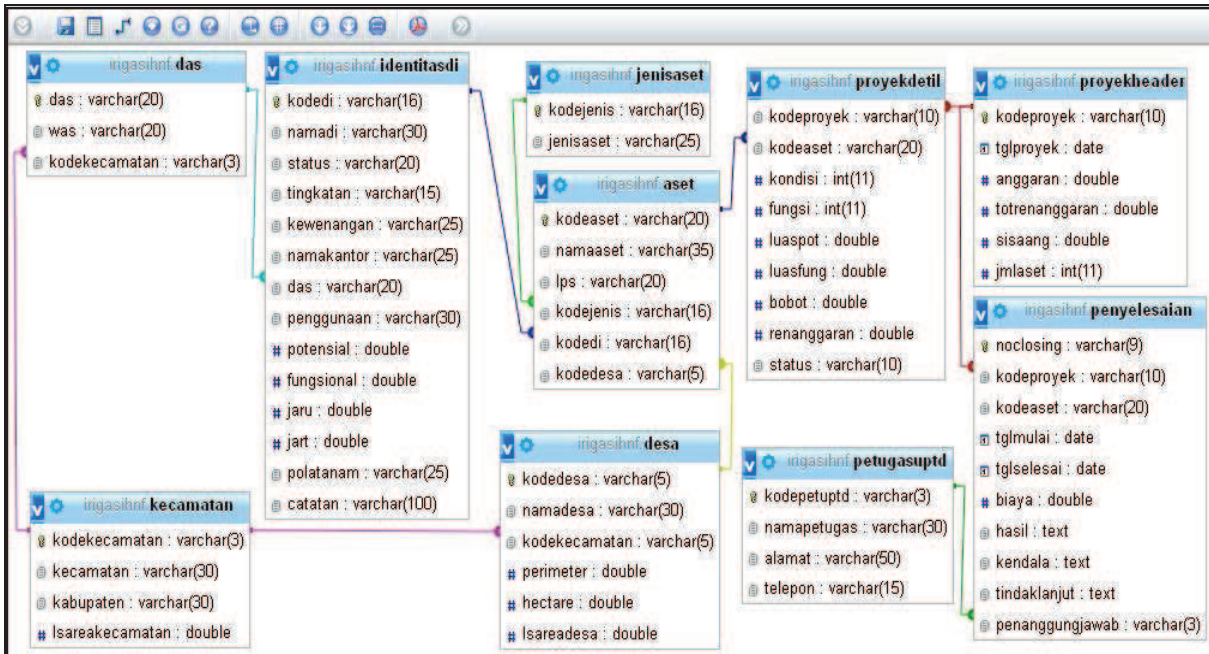 irigasihnf.das
das : varchar(20)
was : varchar(20)
kodekecamatan : varchar(3)
irigasihnf.identitasdi
kodedi : varchar(16)
namadi : varchar(30)
status : varchar(20)
tingkatan : varchar(15)
kewenangan : varchar(25)
namakantor : varchar(25)
das : varchar(20)
penggunaan : varchar(30)
# potensial : double
# fungsional : double
# jaru : double
# jart : double
polatanam : varchar(25)
catatan : varchar(100)
irigasihnf.jenisaset
kodejenis : varchar(16)
jenisaset : varchar(25)
irigasihnf.aset
kodeaset : varchar(20)
namaaset : varchar(35)
lps : varchar(20)
kodejenis : varchar(16)
kodedi : varchar(16)
kodedesa : varchar(5)
irigasihnf.proyekdetil
kodeproyek : varchar(10)
kodeaset : varchar(20)
# kondisi : int(11)
# fungsi : int(11)
# luaspot : double
# luasfung : double
# bobot : double
# renanggaran : double
status : varchar(10)
irigasihnf.proyekheader
kodeproyek : varchar(10)
tglproyek : date
# anggaran : double
# totrenanggaran : double
# sisaang : double
# jmlaset : int(11)
irigasihnf.penyelesaian
noclosing : varchar(9)
kodeproyek : varchar(10)
kodeaset : varchar(20)
tglmulai : date
tglselesai : date
# biaya : double
hasil : text
kendala : text
tindaklanjut : text
penanggungjawab : varchar(3)
irigasihnf.kecamatan
kodekecamatan : varchar(3)
kecamatan : varchar(30)
kabupaten : varchar(30)
# lsareakecamatan : double
irigasihnf.desa
kodedesa : varchar(5)
namadesa : varchar(30)
kodekecamatan : varchar(5)
# perimeter : double
# hectare : double
# lsareadesa : double
irigasihnf.petugasuptd
kodepetuptd : varchar(3)
namapetugas : varchar(30)
alamat : varchar(50)
telepon : varchar(15)